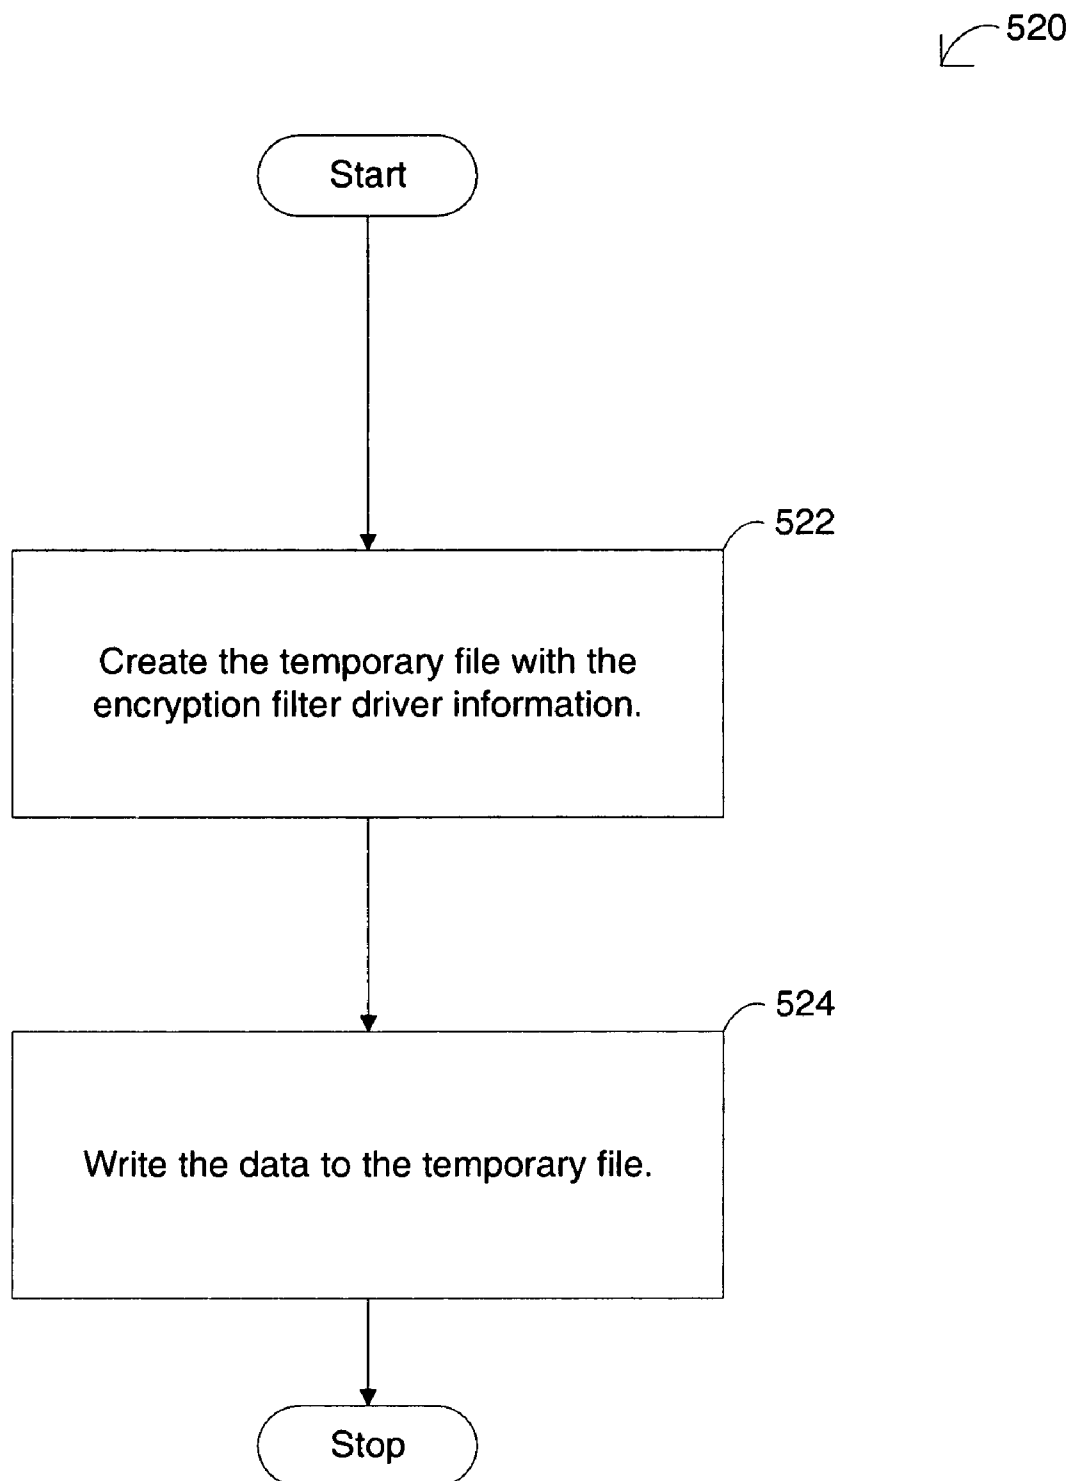 520
Start
522
Create the temporary file with the
encryption filter driver information.
524
Write the data to the temporary file.
Stop